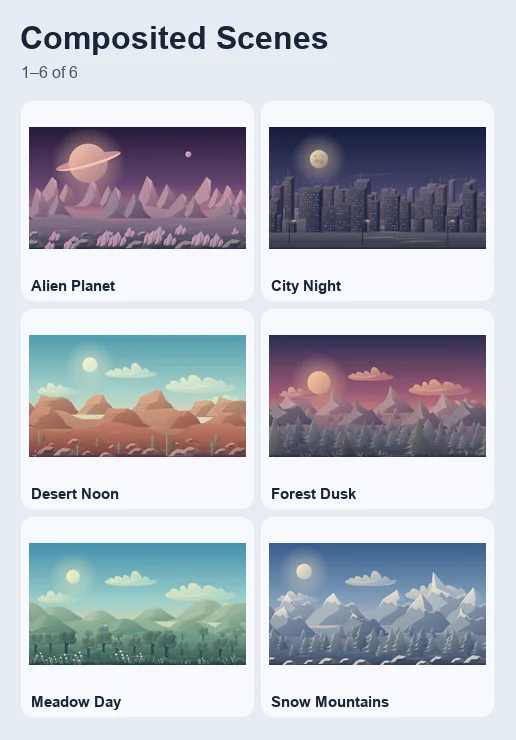 Composited Scenes
1–6 of 6
Alien Planet
City Night
Desert Noon
Forest Dusk
Meadow Day
Snow Mountains